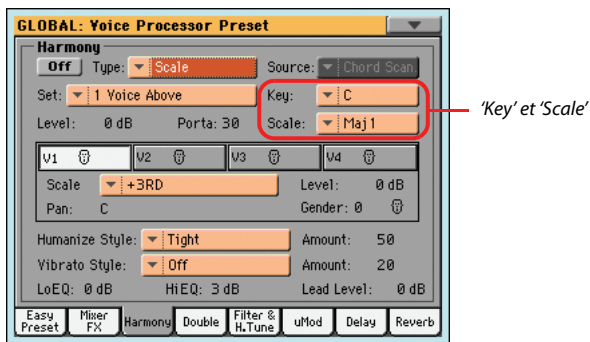 GLOBAL: Voice Processor Preset
Harmony
Off Type: Scale Source: Chord Scan.
Set: 1 Voice Above Key: C
'Key' et 'Scale'
Level: 0 dB Porta: 30 Scale: Maj1
V1 V2 V3 V4
Scale +3RD Level: 0 dB
Pan: C Gender: 0
Humanize Style: Tight Amount: 50
Vibrato Style: Off Amount: 20
LoEQ: 0 dB HiEQ: 3 dB Lead Level: 0 dB
Easy Preset Mixer FX Harmony Double Filter & H.Tune uMod Delay Reverb